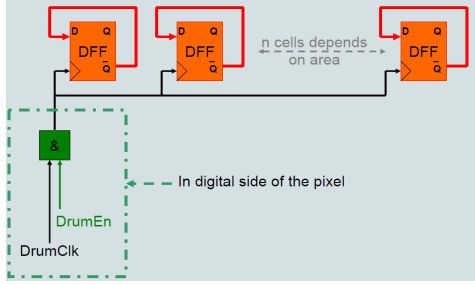 D Q
DFF
Q
D Q
DFF
Q
n cells depends
on area
D Q
DFF
Q
&
In digital side of the pixel
DrumEn
DrumClk